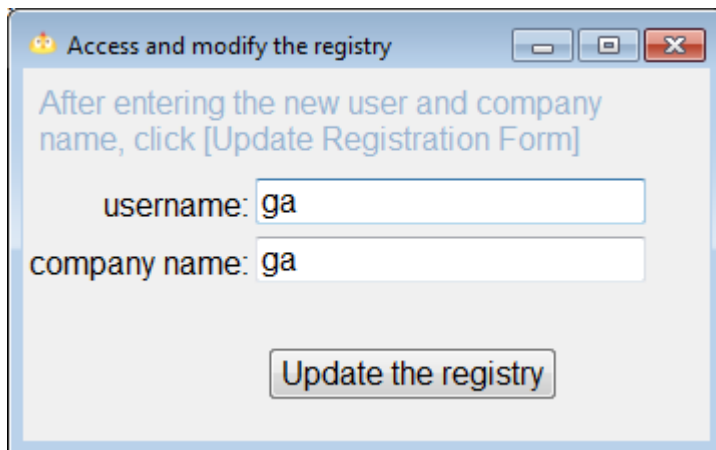 Access and modify the registry
After entering the new user and company
name, click [Update Registration Form]
username: ga
company name: ga
Update the registry